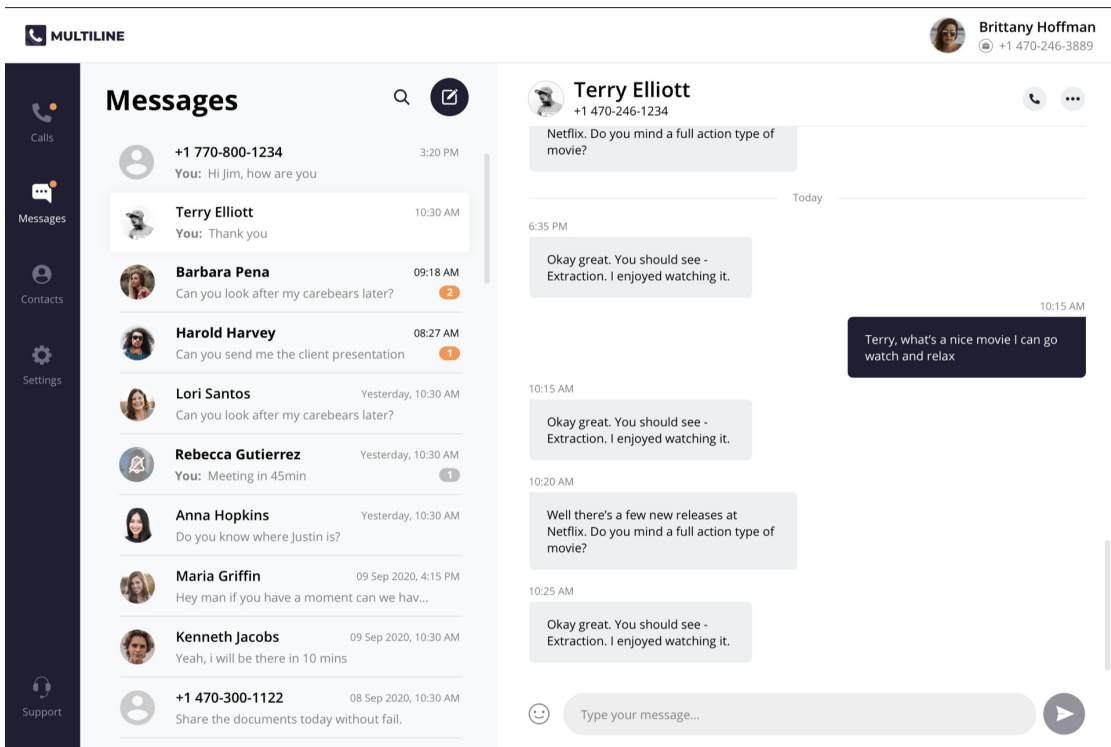 MULTILINE
Brittany Hoffman
+1 470-246-3889
Calls
Messages
Contacts
Settings
Support
Messages
+1 770-800-1234 3:20 PM
You: Hi Jim, how are you
Terry Elliott 10:30 AM
You: Thank you
Barbara Pena 09:18 AM
Can you look after my carebears later? 2
Harold Harvey 08:27 AM
Can you send me the client presentation 1
Lori Santos Yesterday, 10:30 AM
Can you look after my carebears later?
Rebecca Gutierrez Yesterday, 10:30 AM
You: Meeting in 45min 1
Anna Hopkins Yesterday, 10:30 AM
Do you know where Justin is?
Maria Griffin 09 Sep 2020, 4:15 PM
Hey man if you have a moment can we hav...
Kenneth Jacobs 09 Sep 2020, 10:30 AM
Yeah, i will be there in 10 mins
+1 470-300-1122 08 Sep 2020, 10:30 AM
Share the documents today without fail.
Terry Elliott
+1 470-246-1234
Netflix. Do you mind a full action type of
movie?
Today
6:35 PM
Okay great. You should see -
Extraction. I enjoyed watching it.
10:15 AM
Terry, what's a nice movie I can go
watch and relax
10:15 AM
Okay great. You should see -
Extraction. I enjoyed watching it.
10:20 AM
Well there's a few new releases at
Netflix. Do you mind a full action type of
movie?
10:25 AM
Okay great. You should see -
Extraction. I enjoyed watching it.
Type your message...